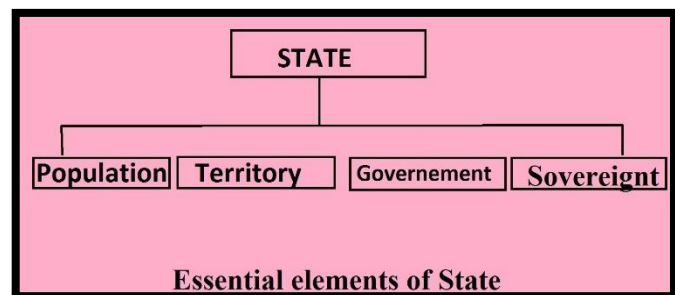 STATE
Population Territory Governement Sovereignt
Essential elements of State